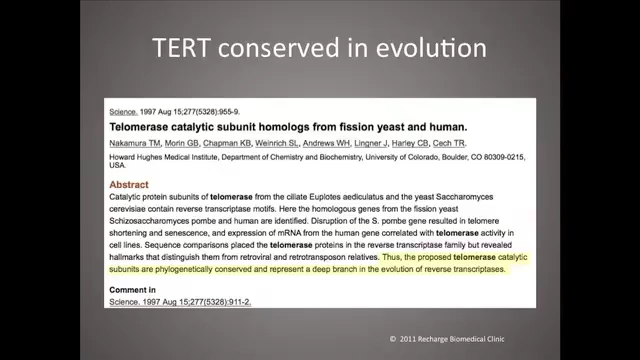 TERT conserved in evolution
Science. 1997 Aug 15;277(5328):955-9.
Telomerase catalytic subunit homologs from fission yeast and human.
Nakamura TM, Morin GB, Chapman KB, Weinrich SL, Andrews WH, Lingner J, Harley CB, Cech TR.
Howard Hughes Medical Institute, Department of Chemistry and Biochemistry, University of Colorado, Boulder, CO 80309-0215,
USA.
Abstract
Catalytic protein subunits of telomerase from the ciliate Euplotes aediculatus and the yeast Saccharomyces
cerevisiae contain reverse transcriptase motifs. Here the homologous genes from the fission yeast
Schizosaccharomyces pombe and human are identified. Disruption of the S. pombe gene resulted in telomere
shortening and senescence, and expression of mRNA from the human gene correlated with telomerase activity in
cell lines. Sequence comparisons placed the telomerase proteins in the reverse transcriptase family but revealed
hallmarks that distinguish them from retroviral and retrotransposon relatives. Thus, the proposed telomerase catalytic
subunits are phylogenetically conserved and represent a deep branch in the evolution of reverse transcriptases.
Comment in
Science. 1997 Aug 15;277(5328):911-2.
© 2011 Recharge Biomedical Clinic